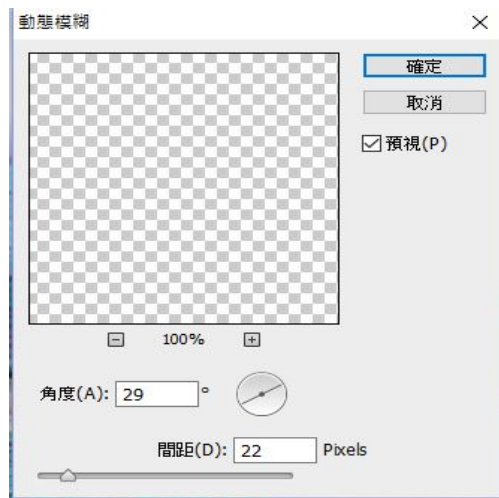 動態模糊
確定
取消
預視(P)
100%
角度(A): 29 °
間距(D): 22 Pixels